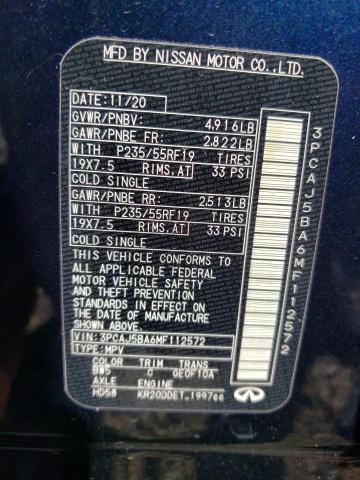 MFD BY NISSAN MOTOR CO.,LTD.
DATE: 11/20
GVWR/PNBV: 4,916LB
GAWR/PNBE FR: 2,822LB
WITH P235/55RF19 TIRES
19X7.5 RIMS.AT 33 PSI
COLD SINGLE
GAWR/PNBE RR: 2,513LB
WITH P235/55RF19 TIRES
19X7.5 RIMS.AT 33 PSI
COLD SINGLE
THIS VEHICLE CONFORMS TO
ALL APPLICABLE FEDERAL
MOTOR VEHICLE SAFETY
AND THEFT PREVENTION
STANDARDS IN EFFECT ON
THE DATE OF MANUFACTURE
SHOWN ABOVE
VIN: 3PCAJ5BA6MF112572
TYPE: MPV
COLOR TRIM TRANS
BW5 C GE0F10A
AXLE ENGINE
HD58 KR20DDET 1997cc
3PCAJ5BA6MF112572